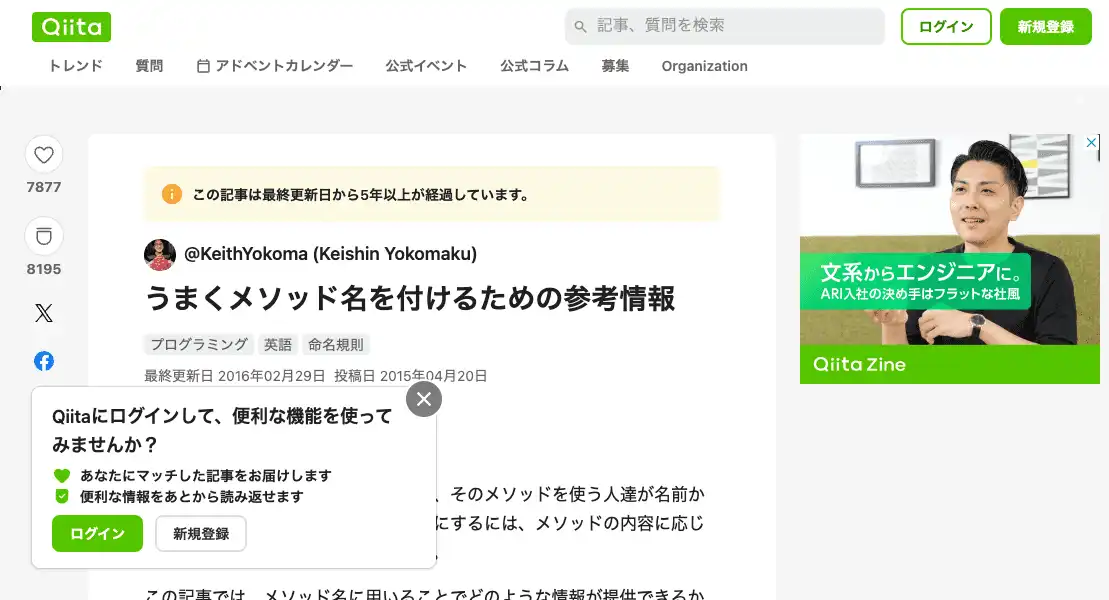 Qiita
記事、質問を検索
ログイン
新規登録
トレンド 質問 アドベントカレンダー 公式イベント 公式コラム 募集 Organization
7877
8195
この記事は最終更新日から5年以上が経過しています。
@KeithYokoma (Keishin Yokomaku)
うまくメソッド名を付けるための参考情報
プログラミング 英語 命名規則
最終更新日 2016年02月29日 投稿日 2015年04月20日
Qiitaにログインして、便利な機能を使って
みませんか？
あなたにマッチした記事をお届けします
便利な情報をあとから読み返せます
ログイン 新規登録
、そのメソッドを使う人達が名前か
にするには、メソッドの内容に応じ
。
この記事では、メソッド名に用いることでどのような情報が提供できるか
文系からエンジニアに。
ARI入社の決め手はフラットな社風
Qiita Zine